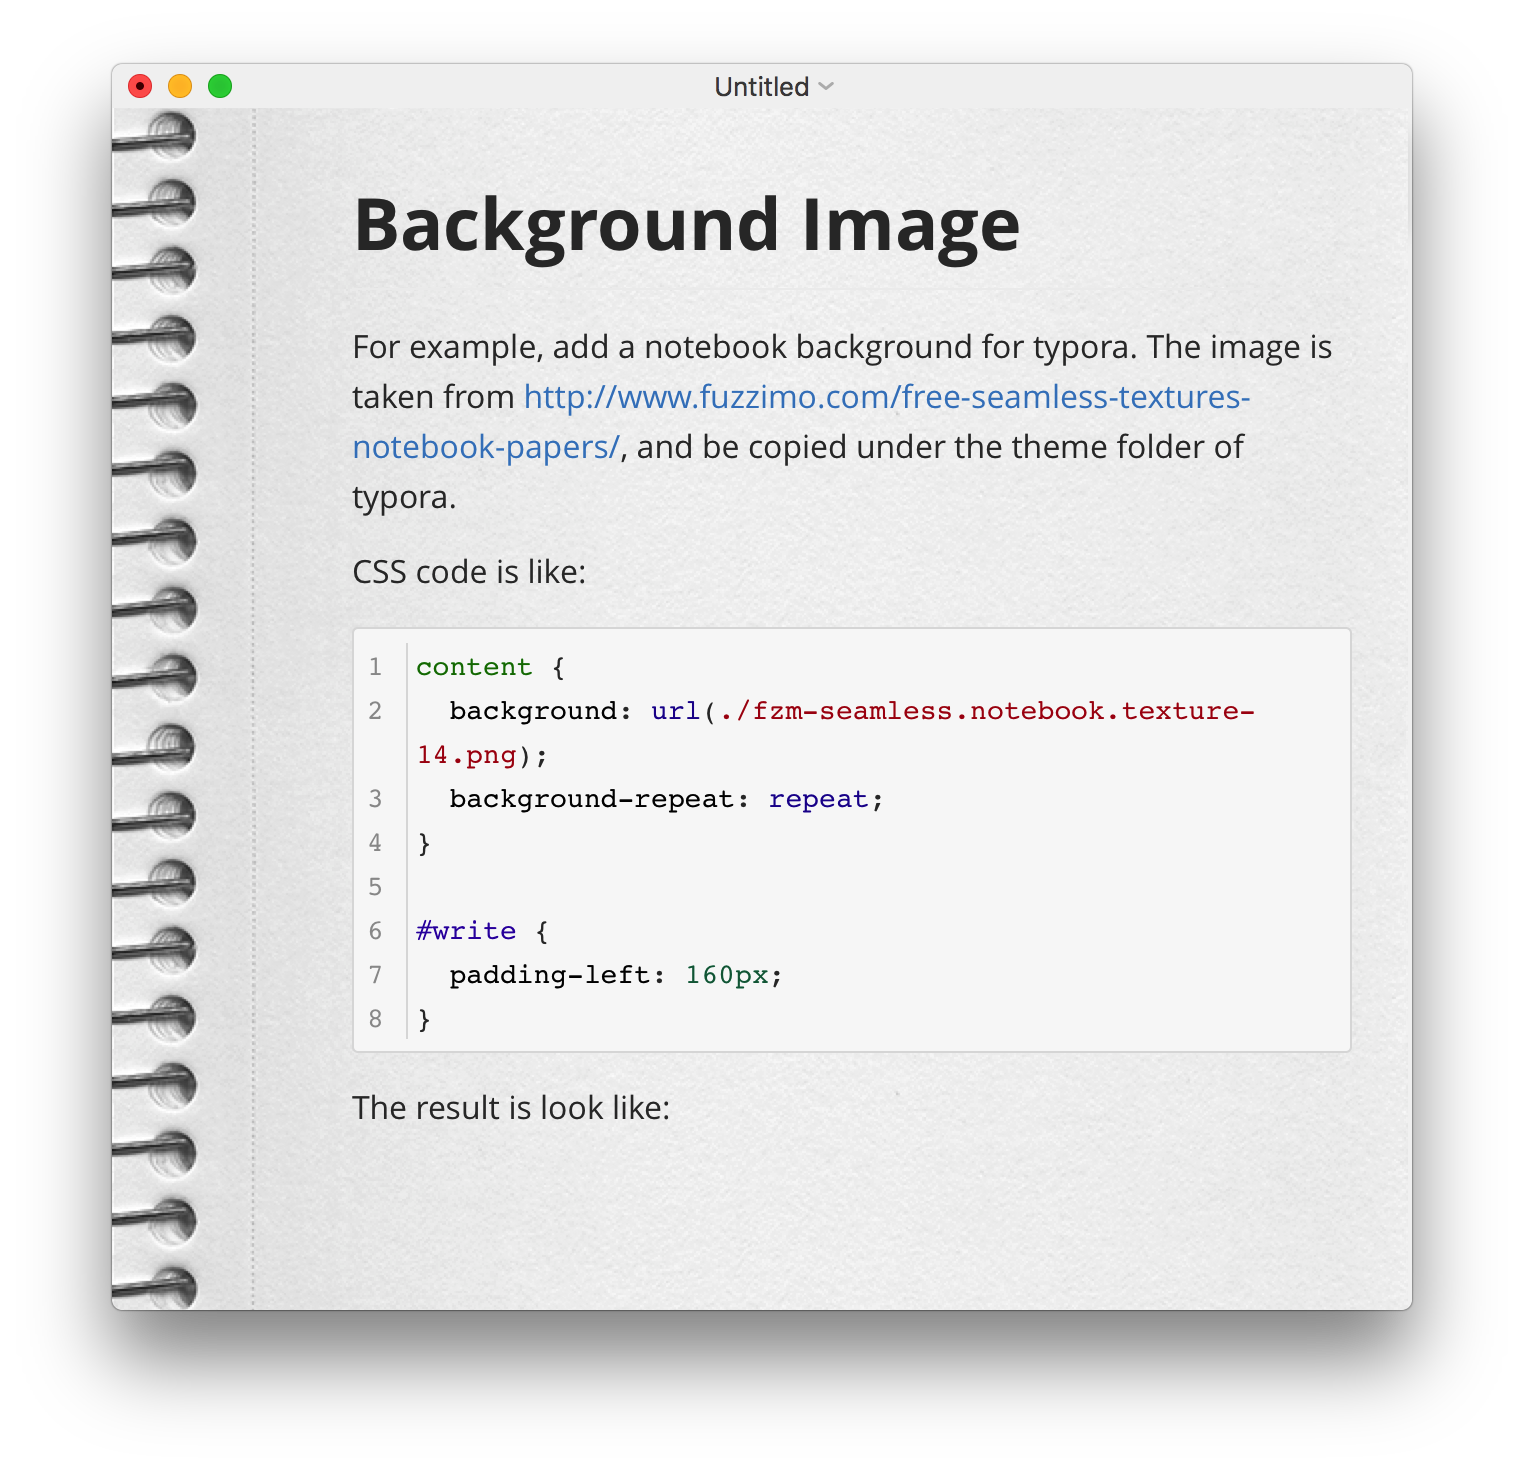 Untitled
Background Image
For example, add a notebook background for typora. The image is
taken from http://www.fuzzimo.com/free-seamless-textures-
notebook-papers/, and be copied under the theme folder of
typora.
CSS code is like:
1 content {
2   background: url(./fzm-seamless.notebook.texture-
14.png);
3   background-repeat: repeat;
4 }
5
6 #write {
7   padding-left: 160px;
8 }
The result is look like: